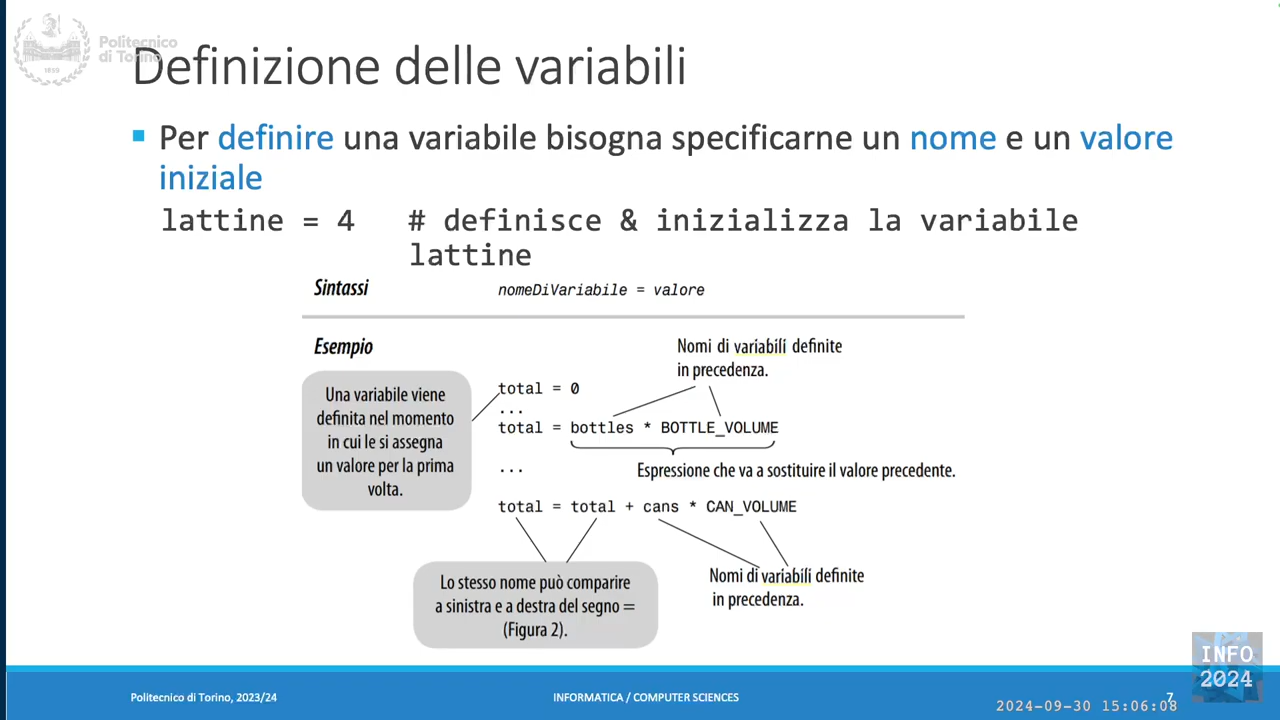 Politecnico
di Torino
1859
Definizione delle variabili
Per definire una variabile bisogna specificarne un nome e un valore
iniziale
lattine = 4 # definisce & inizializza la variabile
lattine
Sintassi nomeDiVariabile = valore
Esempio
Nomi di variabili definite
in precedenza.
Una variabile viene
definita nel momento
in cui le si assegna
un valore per la prima
volta.
total = 0
...
total = bottles * BOTTLE_VOLUME
... Espressione che va a sostituire il valore precedente.
total = total + cans * CAN_VOLUME
Lo stesso nome può comparire
a sinistra e a destra del segno =
(Figura 2).
Nomi di variabili definite
in precedenza.
INFO
2024
Politecnico di Torino, 2023/24 INFORMATICA / COMPUTER SCIENCES 7
2024-09-30 15:06:08